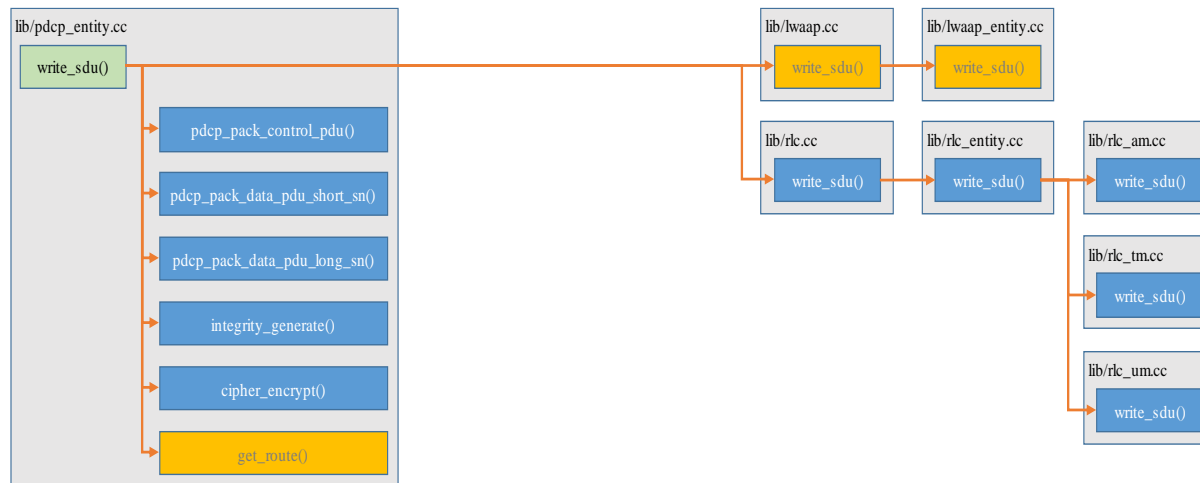 lib/pdcp_entity.cc
write_sdu()
pdcp_pack_control_pdu()
pdcp_pack_data_pdu_short_sn()
pdcp_pack_data_pdu_long_sn()
integrity_generate()
cipher_encrypt()
get_route()
lib/lwaap.cc
write_sdu()
lib/lwaap_entity.cc
write_sdu()
lib/rlc.cc
write_sdu()
lib/rlc_entity.cc
write_sdu()
lib/rlc_am.cc
write_sdu()
lib/rlc_tm.cc
write_sdu()
lib/rlc_um.cc
write_sdu()